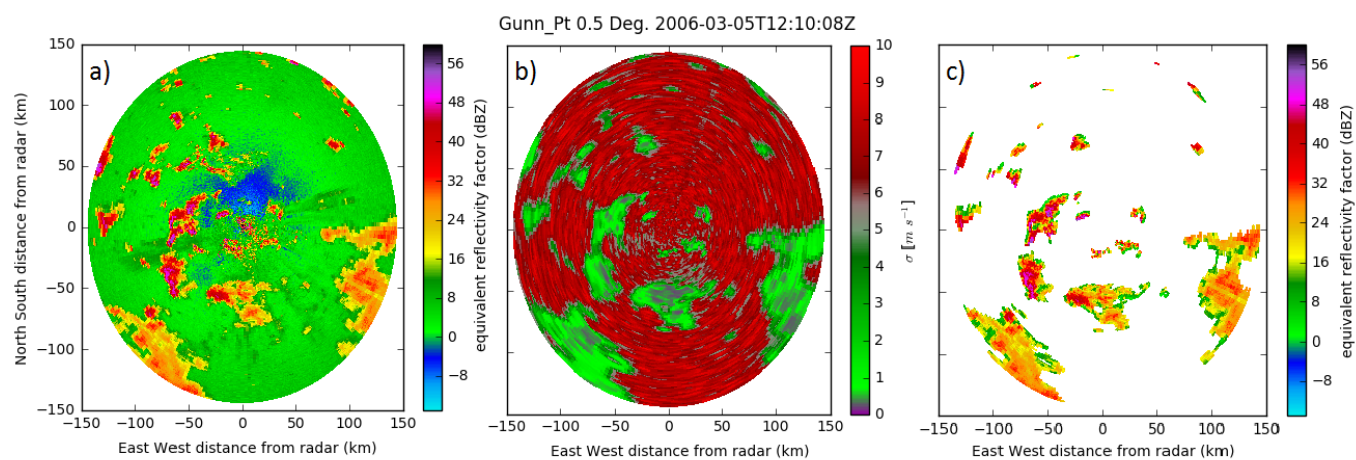 Gunn_Pt 0.5 Deg. 2006-03-05T12:10:08Z
a)
North South distance from radar (km)
150
100
50
0
−50
−100
−150
−150 −100 −50 0 50 100 150
East West distance from radar (km)
56
48
40
32
24
16
8
0
−8
equivalent reflectivity factor (dBZ)
b)
−150 −100 −50 0 50 100 150
East West distance from radar (km)
10
9
8
7
6
5
4
3
2
1
0
σ [m s⁻¹]
c)
−150 −100 −50 0 50 100 150
East West distance from radar (km)
56
48
40
32
24
16
8
0
−8
equivalent reflectivity factor (dBZ)